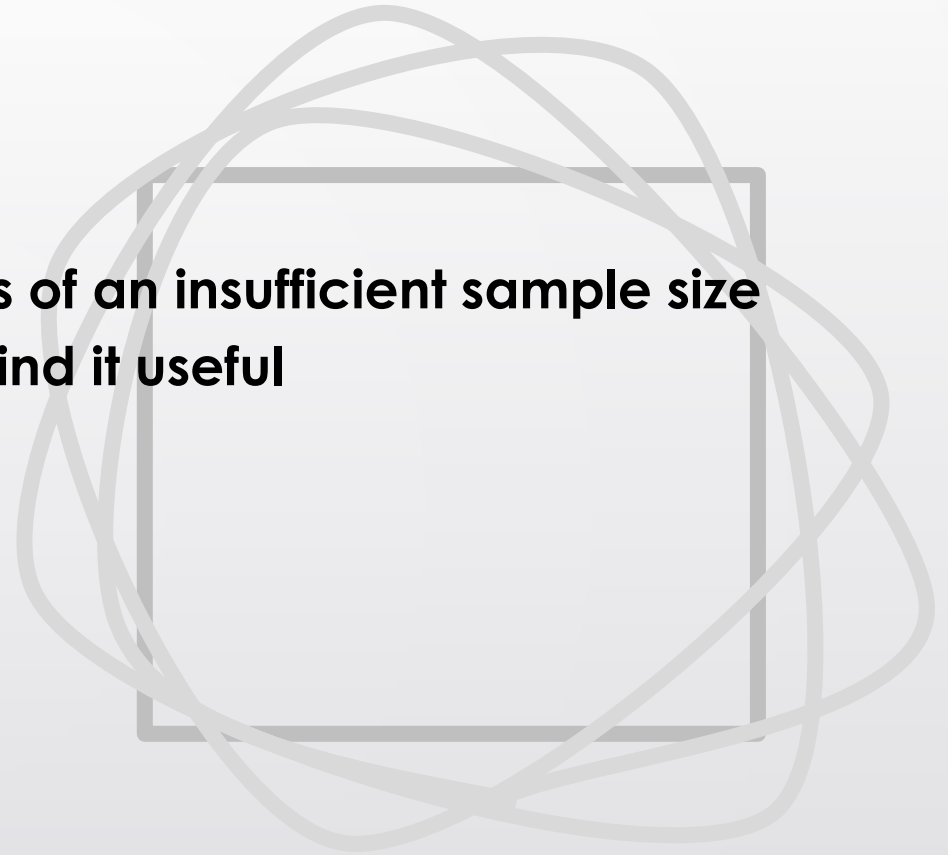 s of an insufficient sample size
ind it useful